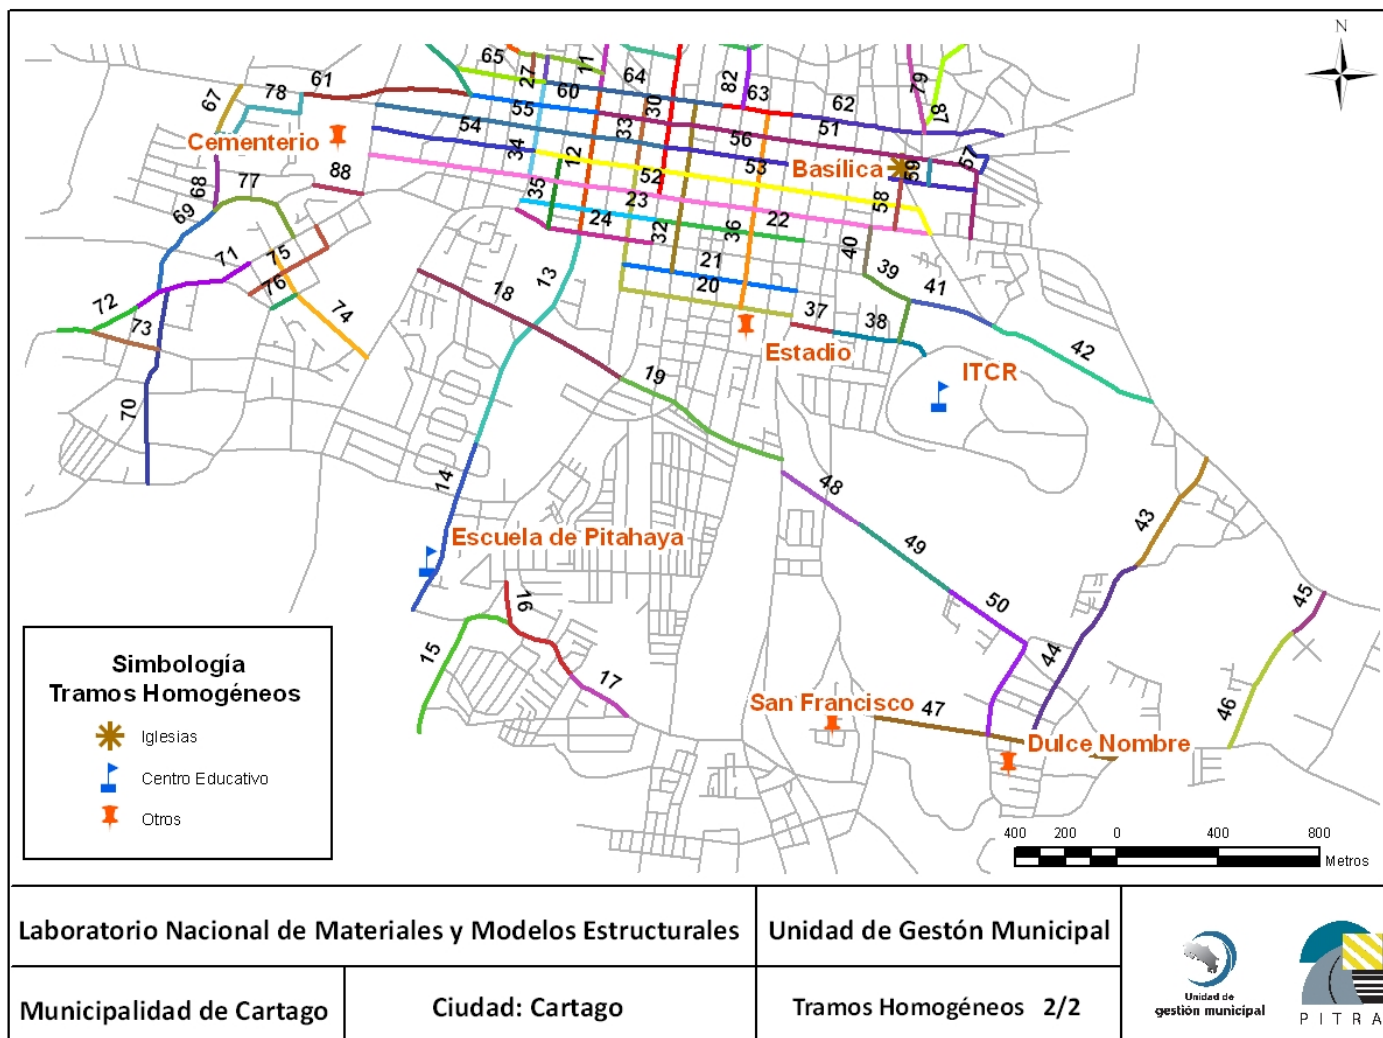 N
65
27
11
64
30
82
63
62
79
87
67
78
61
60
55
33
56
51
54
34
12
52
53
Cementerio
Basílica
59
57
88
68
77
35
23
24
32
36
22
58
69
71
75
76
13
21
20
40
39
41
72
73
74
18
37
38
42
Estadio
ITCR
19
70
14
48
49
43
Escuela de Pitahaya
16
50
45
15
17
44
46
San Francisco
47
Dulce Nombre
Simbología
Tramos Homogéneos
Iglesias
Centro Educativo
Otros
400 200 0 400 800
Metros
Laboratorio Nacional de Materiales y Modelos Estructurales
Unidad de Gestión Municipal
Municipalidad de Cartago
Ciudad: Cartago
Tramos Homogéneos 2/2
Unidad de
gestión municipal
PITRA